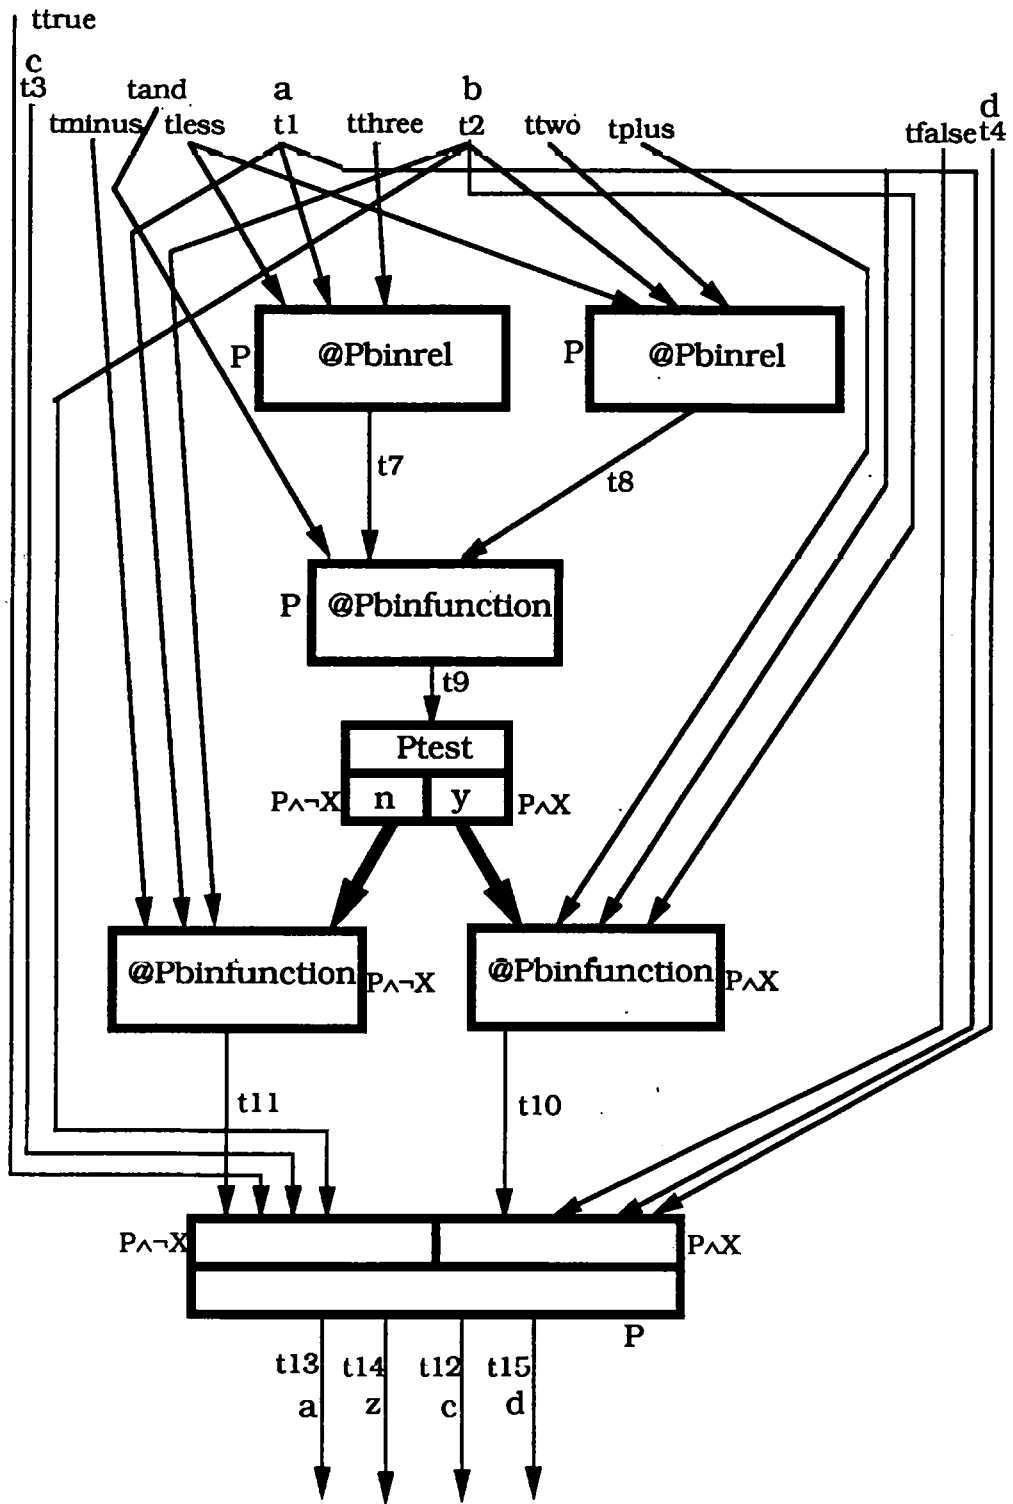 ttrue
c
t3
tand
a
b
d
tminus
tless
t1
tthree
t2
ttwo
tplus
tfalse
t4
P
@Pbinrel
P
@Pbinrel
t7
t8
P
@Pbinfunction
t9
Ptest
P∧¬X
n
y
P∧X
@Pbinfunction
P∧¬X
@Pbinfunction
P∧X
t11
t10
P∧¬X
P∧X
P
t13
t14
t12
t15
a
z
c
d